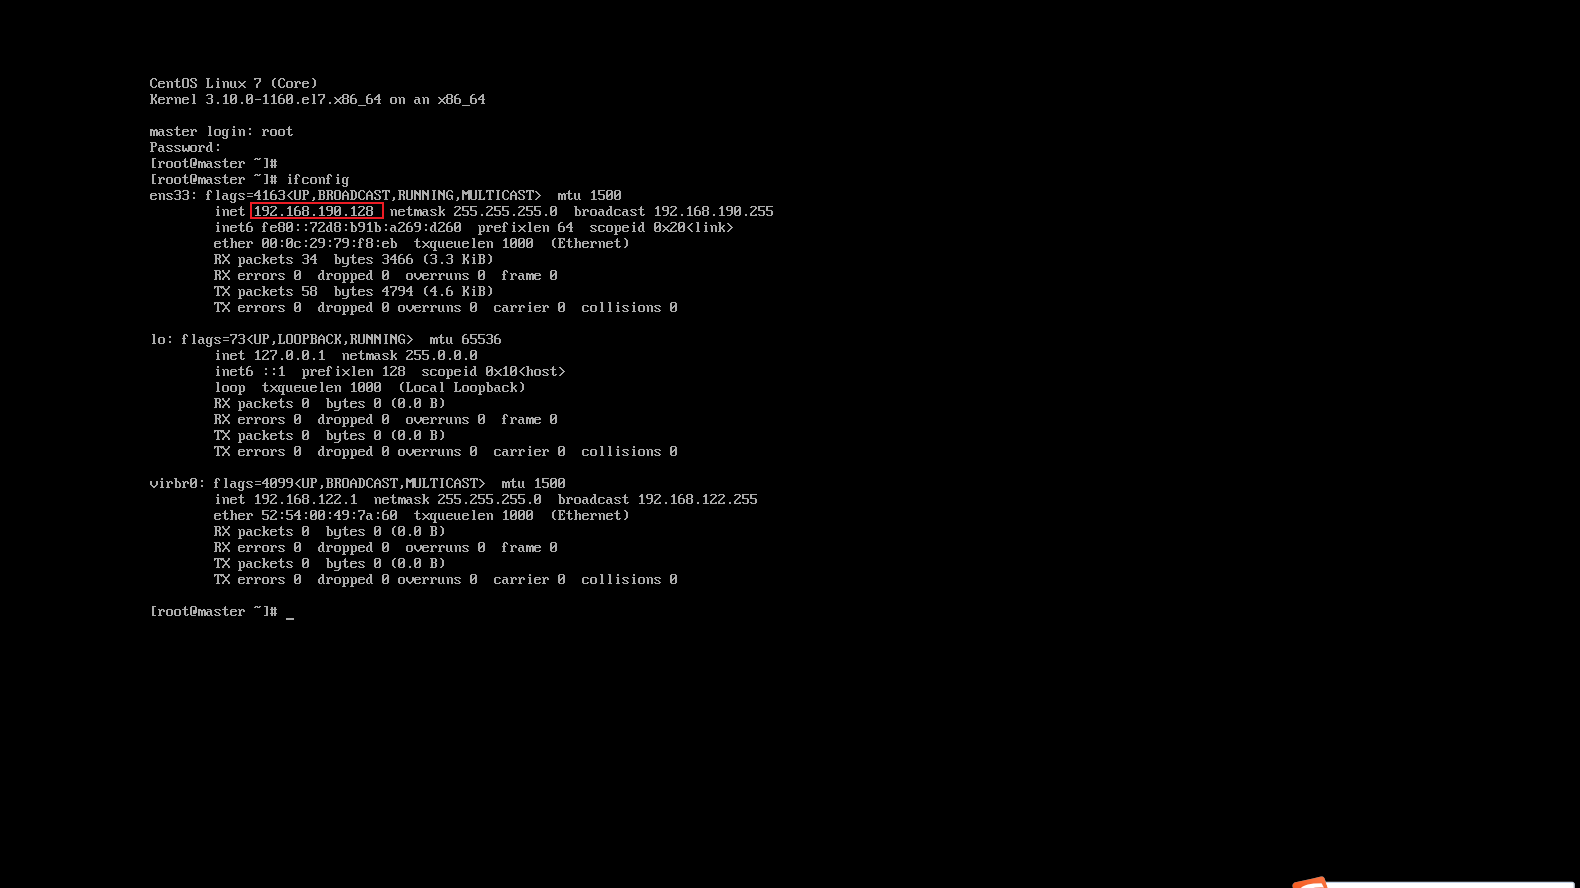 CentOS Linux 7 (Core)
Kernel 3.10.0-1160.el7.x86_64 on an x86_64
master login: root
Password:
[root@master ~]#
[root@master ~]# ifconfig
ens33: flags=4163<UP,BROADCAST,RUNNING,MULTICAST>  mtu 1500
inet 192.168.190.128  netmask 255.255.255.0  broadcast 192.168.190.255
inet6 fe80::72d8:b91b:a269:d260  prefixlen 64  scopeid 0x20<link>
ether 00:0c:29:79:f8:eb  txqueuelen 1000  (Ethernet)
RX packets 34  bytes 3466 (3.3 KiB)
RX errors 0  dropped 0  overruns 0  frame 0
TX packets 58  bytes 4794 (4.6 KiB)
TX errors 0  dropped 0 overruns 0  carrier 0  collisions 0
lo: flags=73<UP,LOOPBACK,RUNNING>  mtu 65536
inet 127.0.0.1  netmask 255.0.0.0
inet6 ::1  prefixlen 128  scopeid 0x10<host>
loop  txqueuelen 1000  (Local Loopback)
RX packets 0  bytes 0 (0.0 B)
RX errors 0  dropped 0  overruns 0  frame 0
TX packets 0  bytes 0 (0.0 B)
TX errors 0  dropped 0 overruns 0  carrier 0  collisions 0
virbr0: flags=4099<UP,BROADCAST,MULTICAST>  mtu 1500
inet 192.168.122.1  netmask 255.255.255.0  broadcast 192.168.122.255
ether 52:54:00:49:7a:60  txqueuelen 1000  (Ethernet)
RX packets 0  bytes 0 (0.0 B)
RX errors 0  dropped 0  overruns 0  frame 0
TX packets 0  bytes 0 (0.0 B)
TX errors 0  dropped 0 overruns 0  carrier 0  collisions 0
[root@master ~]# _